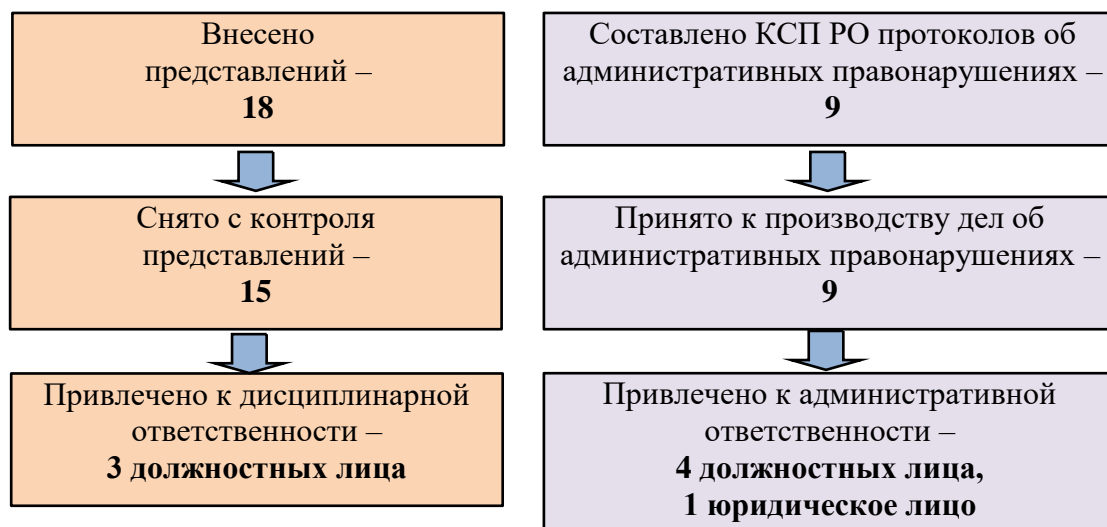 Внесено
представлений –
18
Снято с контроля
представлений –
15
Привлечено к дисциплинарной
ответственности –
3 должностных лица
Составлено КСП РО протоколов об
административных правонарушениях –
9
Принято к производству дел об
административных правонарушениях –
9
Привлечено к административной
ответственности –
4 должностных лица,
1 юридическое лицо